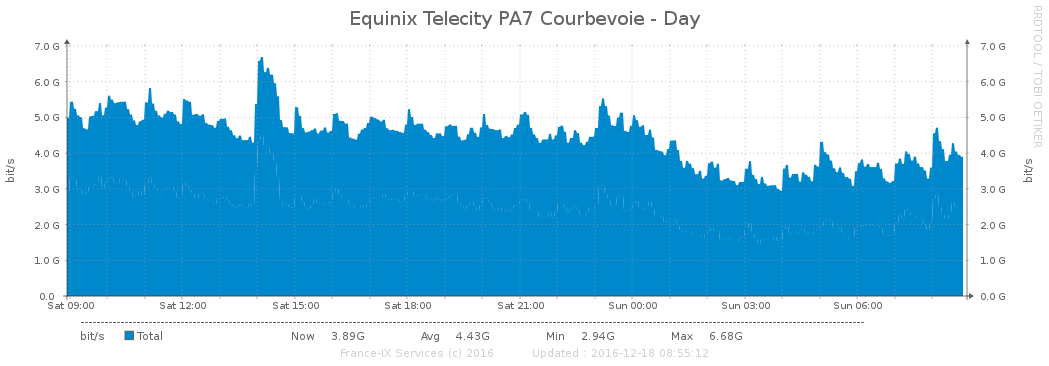 Equinix Telecity PA7 Courbevoie - Day
RRDTOOL / TOBI OETIKER
7.0 G 7.0 G
6.0 G 6.0 G
5.0 G 5.0 G
4.0 G 4.0 G
3.0 G 3.0 G
2.0 G 2.0 G
1.0 G 1.0 G
0.0 0.0 G
bit/s
bit/s
Sat 09:00 Sat 12:00 Sat 15:00 Sat 18:00 Sat 21:00 Sun 00:00 Sun 03:00 Sun 06:00
bit/s Total Now 3.89G Avg 4.43G Min 2.94G Max 6.68G
France-IX Services (c) 2016 Updated : 2016-12-18 08:55:12